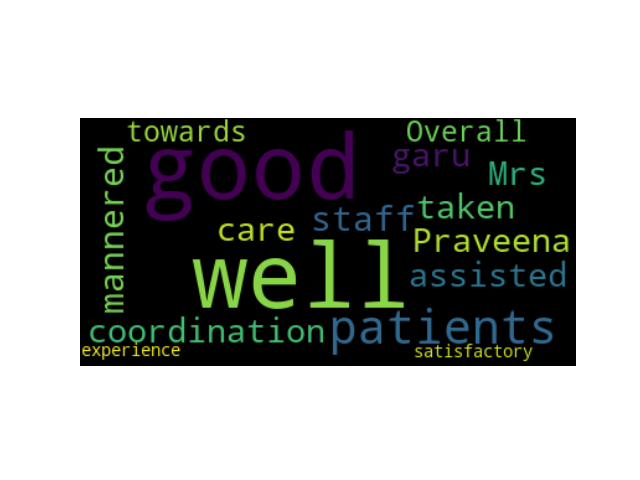 towards Overall
good garu
mannered Mrs
care staff taken
Praveena
well assisted
coordination patients
experience satisfactory